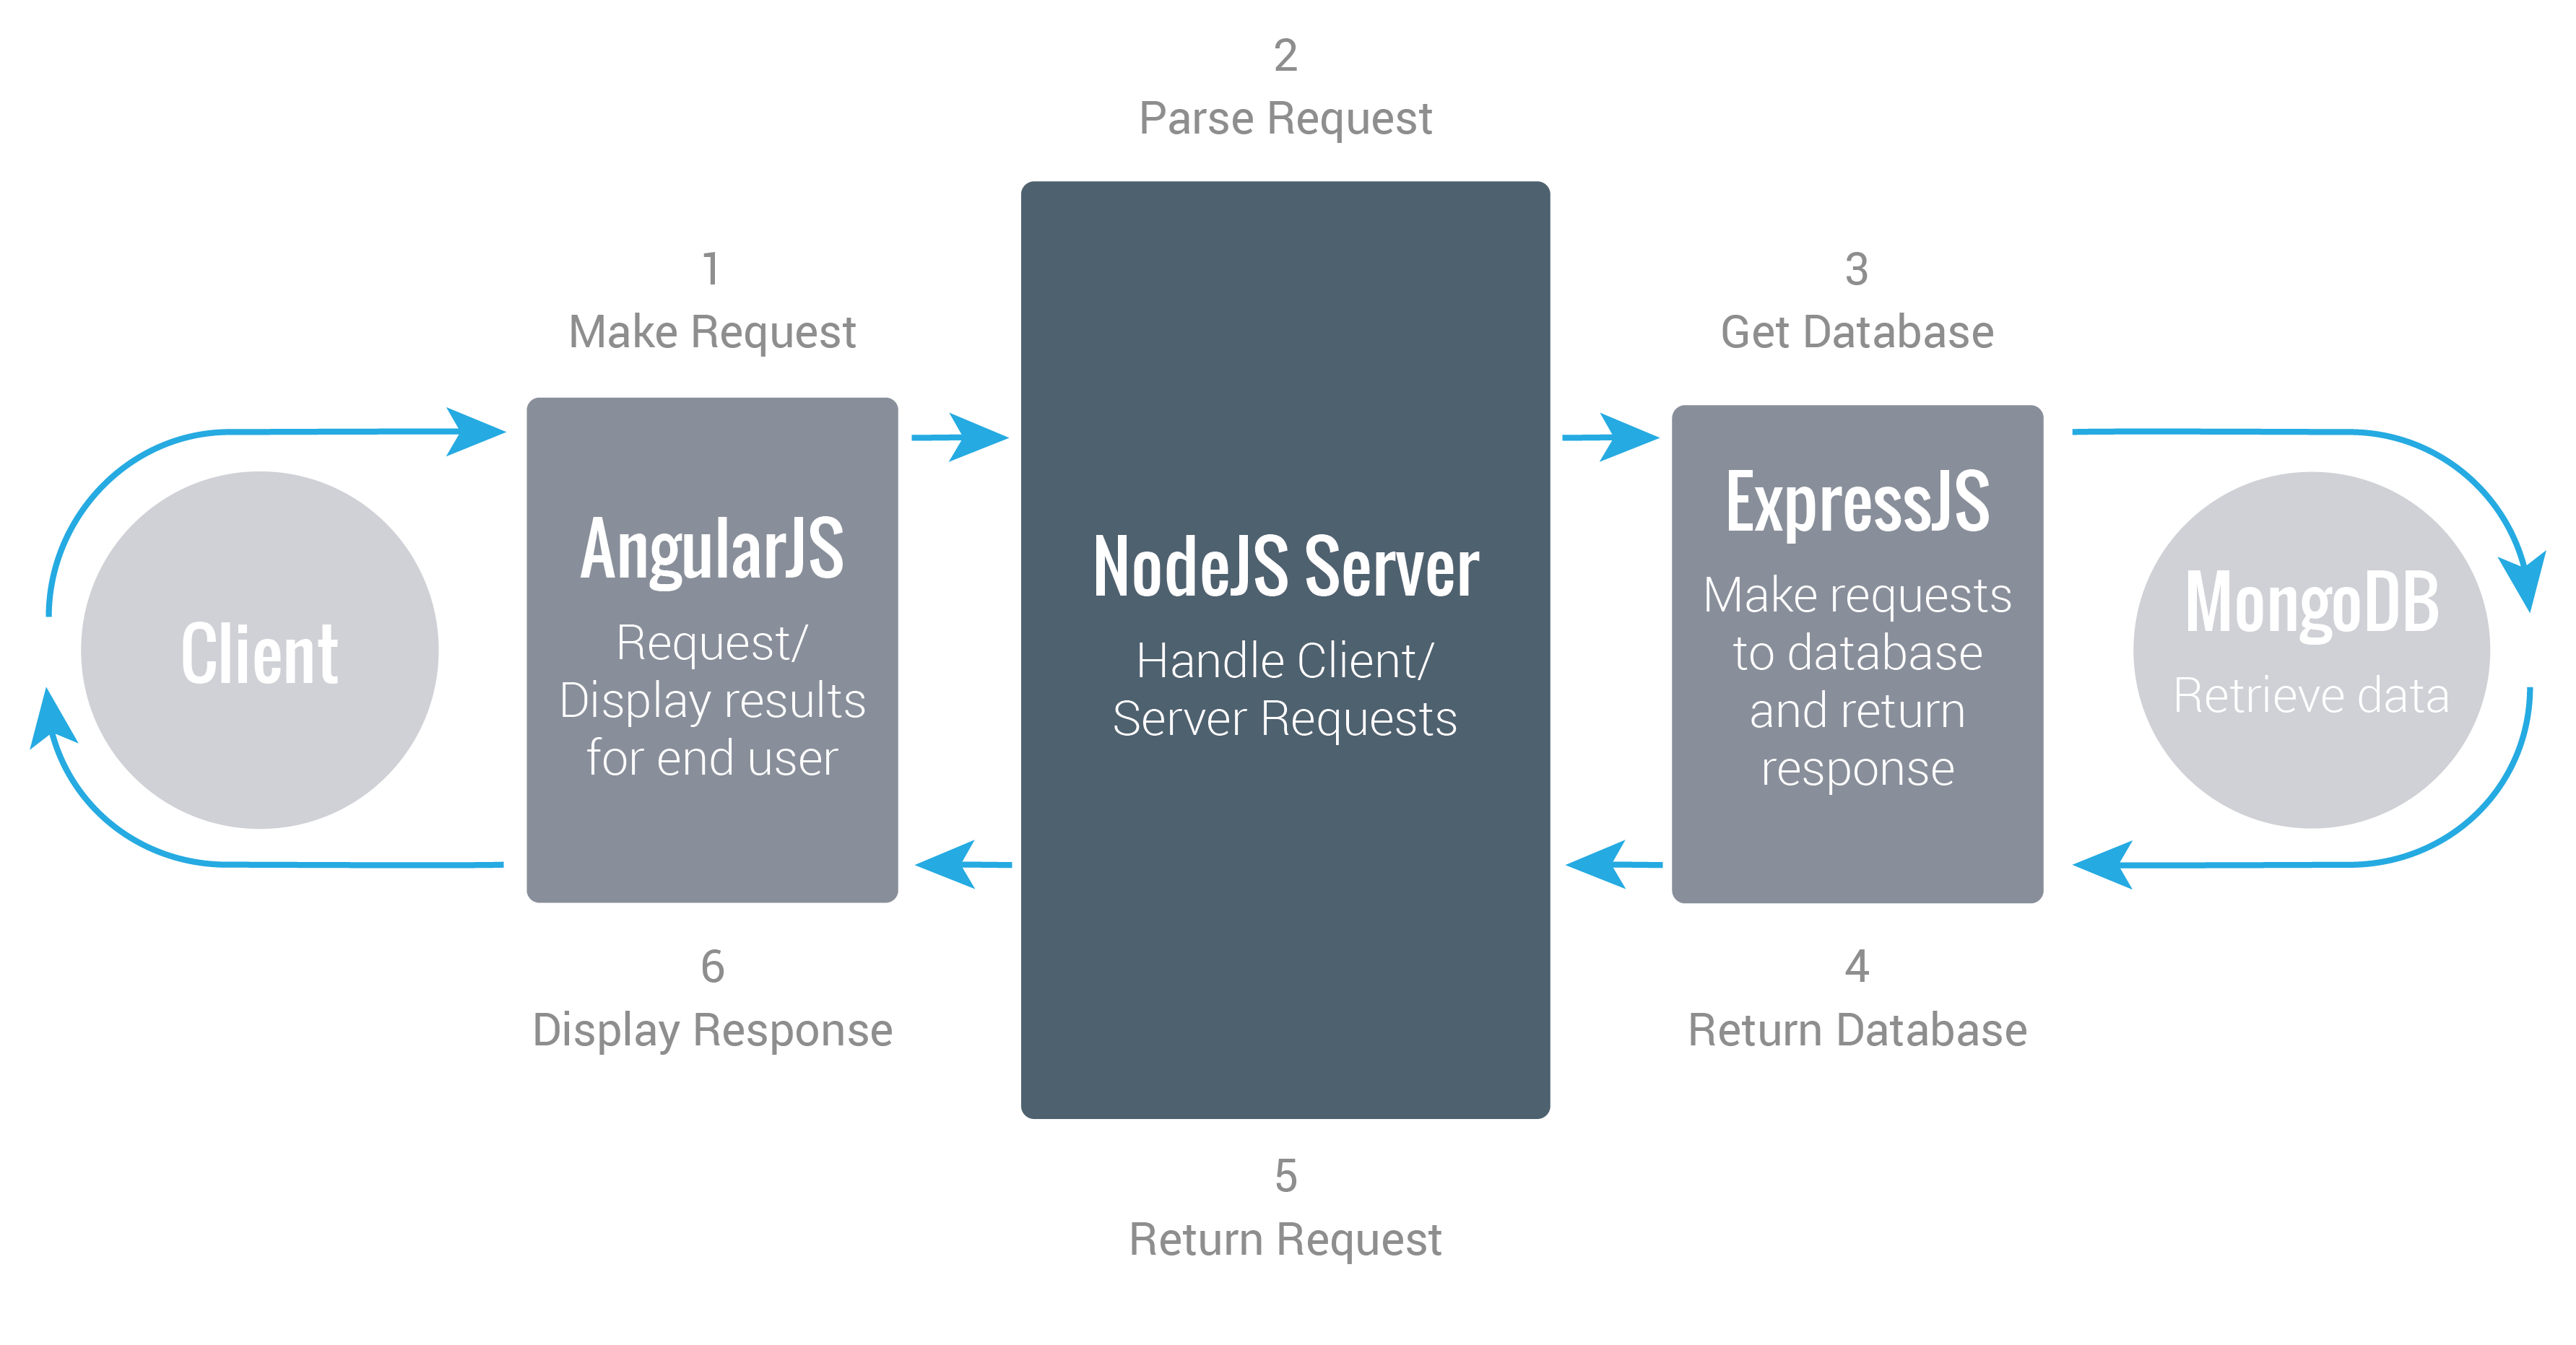 2
Parse Request
1
Make Request
3
Get Database
Client
AngularJS
Request/
Display results
for end user
NodeJS Server
Handle Client/
Server Requests
ExpressJS
Make requests
to database
and return
response
MongoDB
Retrieve data
6
Display Response
4
Return Database
5
Return Request